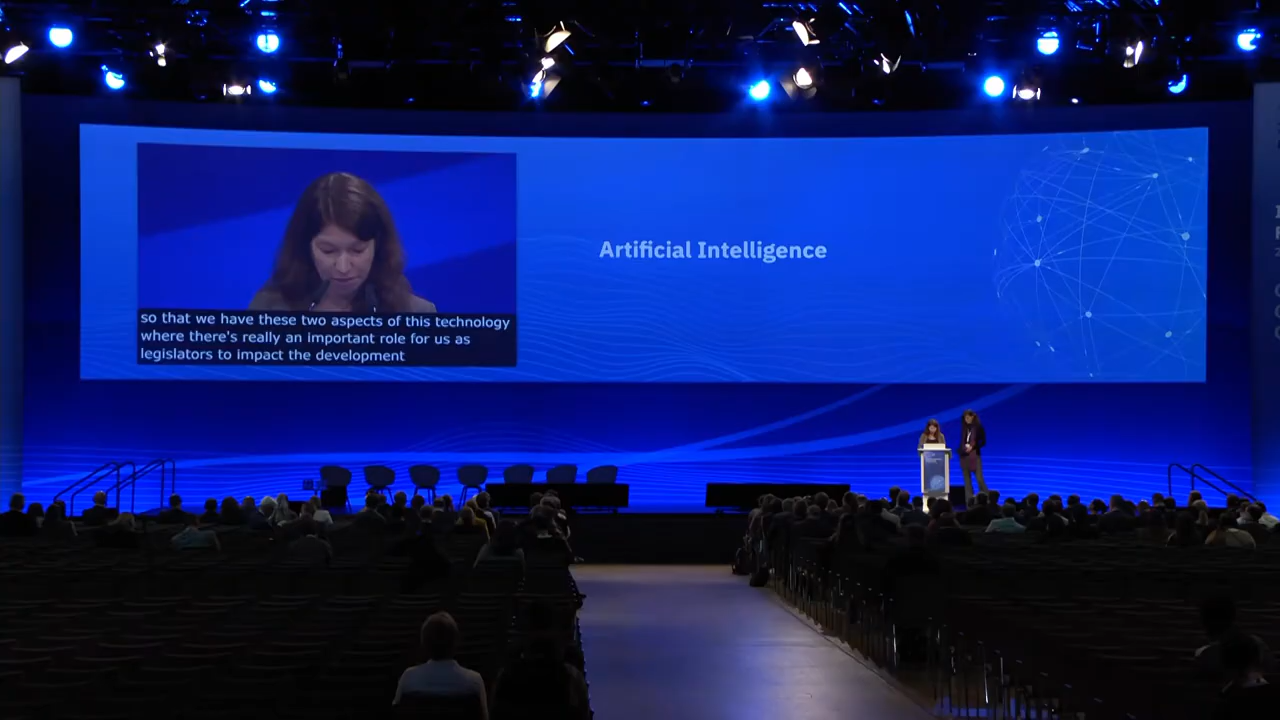 Artificial Intelligence
so that we have these two aspects of this technology
where there's really an important role for us as
legislators to impact the development